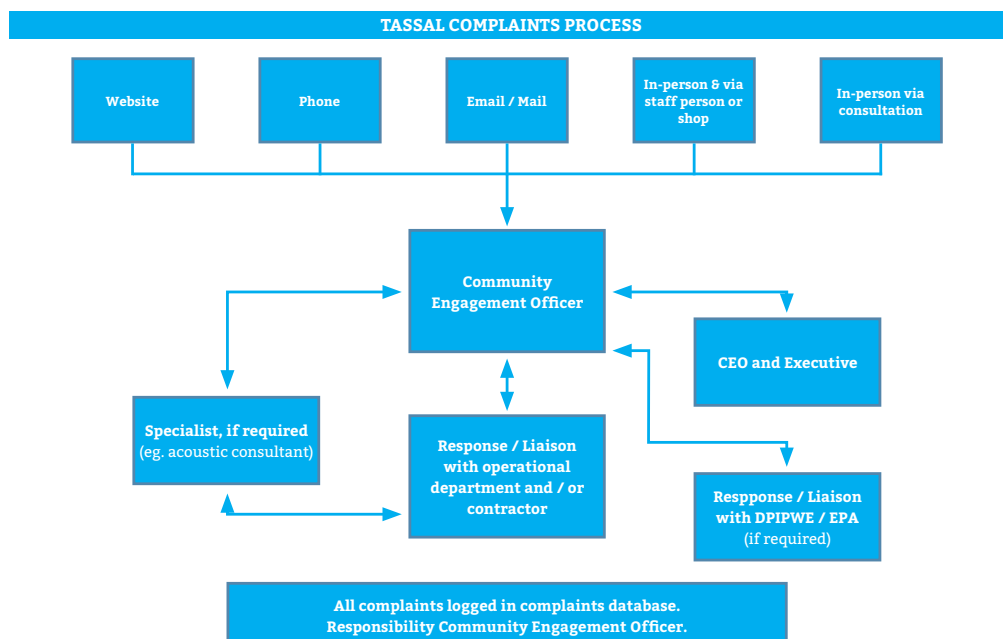 TASSAL COMPLAINTS PROCESS
Website
Phone
Email / Mail
In-person & via
staff person or
shop
In-person via
consultation
Community
Engagement Officer
CEO and Executive
Specialist, if required
(eg. acoustic consultant)
Response / Liaison
with operational
department and / or
contractor
Respponse / Liaison
with DPIPWE / EPA
(if required)
All complaints logged in complaints database.
Responsibility Community Engagement Officer.